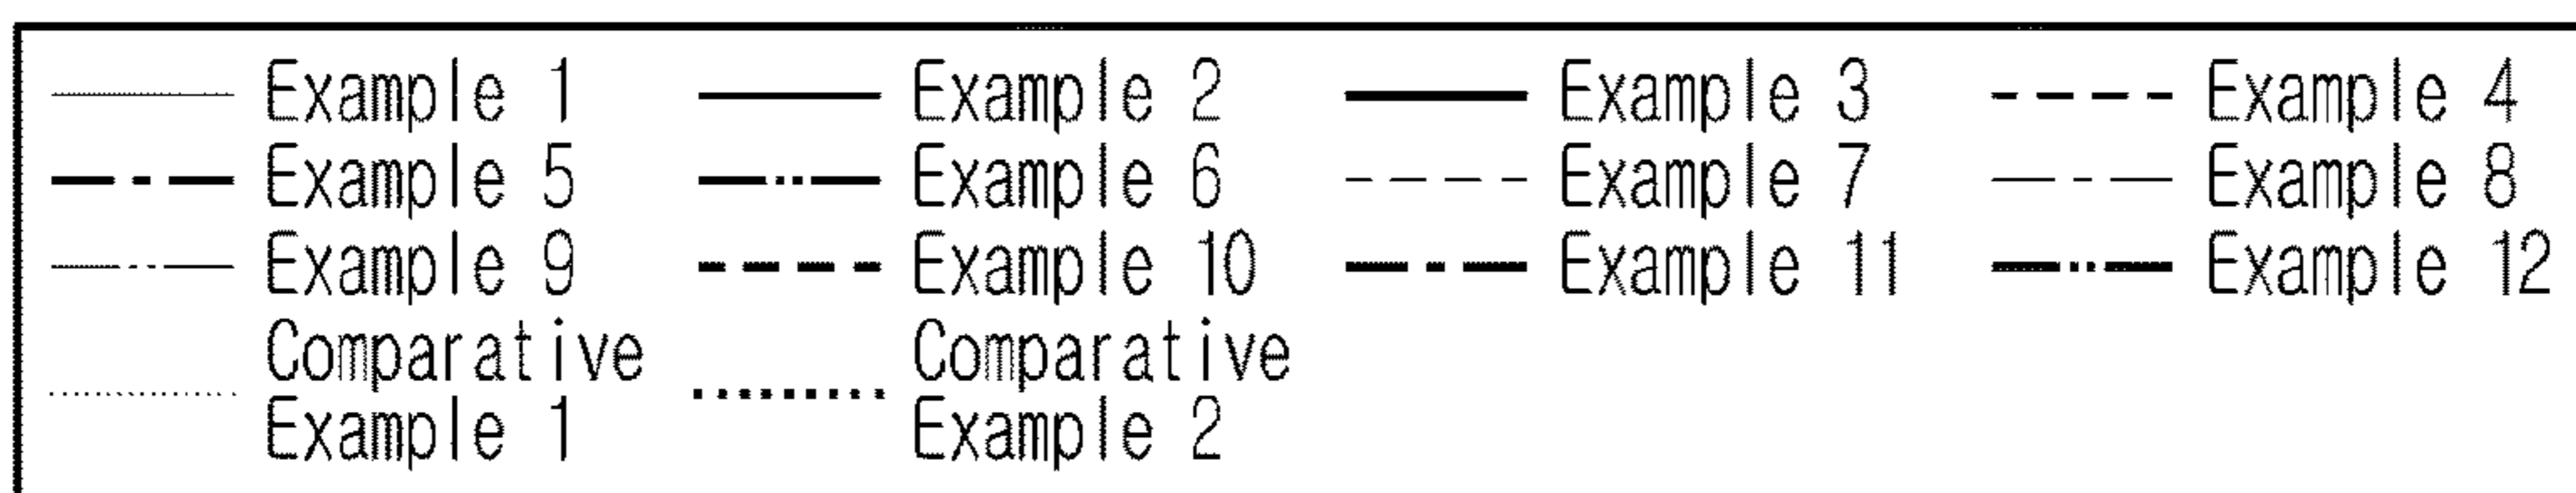 Example 1 Example 2 Example 3 Example 4
Example 5 Example 6 Example 7 Example 8
Example 9 Example 10 Example 11 Example 12
Comparative Comparative
Example 1 Example 2